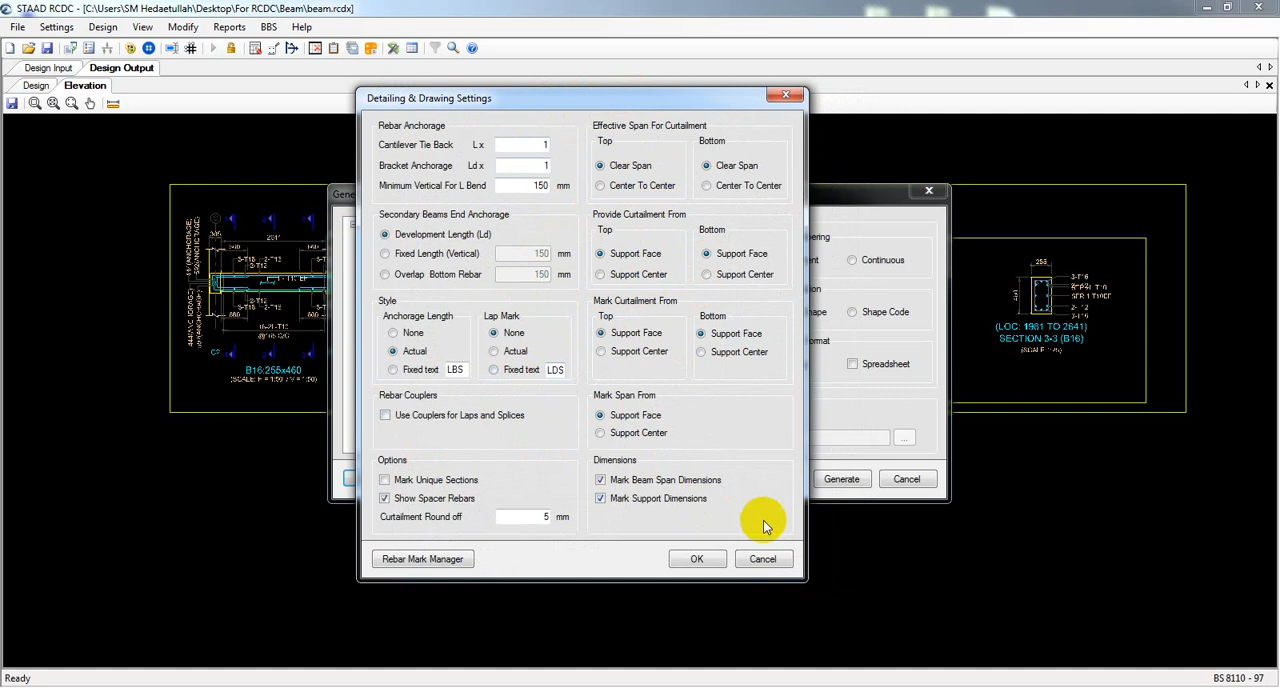 STAAD RCDC - [C:\Users\SM Hedaetullah\Desktop\For RCDC\Beam\beam.rcdx]
File Settings Design View Modify Reports BBS Help
Design Input Design Output
Design Elevation
Detailing & Drawing Settings
Rebar Anchorage
Cantilever Tie Back L x 1
Bracket Anchorage Ld x 1
Minimum Vertical For L Bend 150 mm
Effective Span For Curtailment
Top Bottom
Clear Span Clear Span
Center To Center Center To Center
Secondary Beams End Anchorage
Development Length (Ld)
Fixed Length (Vertical) 150 mm
Overlap Bottom Rebar 150 mm
Provide Curtailment From
Top Bottom
Support Face Support Face
Support Center Support Center
Style
Anchorage Length Lap Mark
None None
Actual Actual
Fixed text LBS Fixed text LDS
Mark Curtailment From
Top Bottom
Support Face Support Face
Support Center Support Center
Rebar Couplers
Use Couplers for Laps and Splices
Mark Span From
Support Face
Support Center
Options
Mark Unique Sections
Show Spacer Rebars
Curtailment Round off 5 mm
Dimensions
Mark Beam Span Dimensions
Mark Support Dimensions
Rebar Mark Manager OK Cancel
Continuous
Shape Code
Spreadsheet
...
Generate Cancel
B16:255x460
(LOC: 1981 TO 2641)
SECTION 3-3 (B16)
Ready BS 8110 - 97